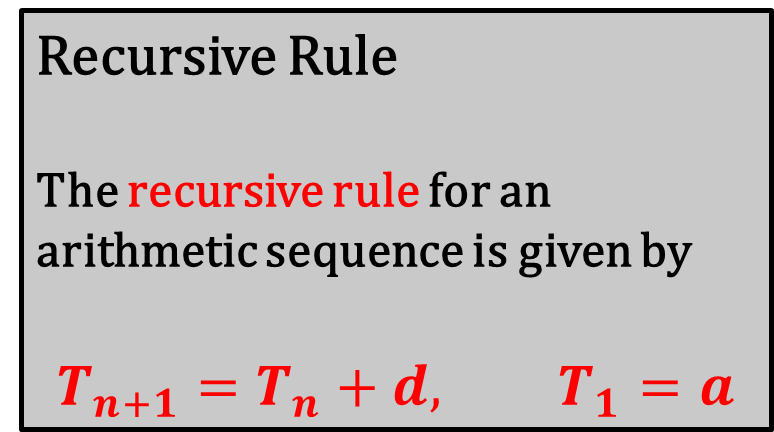 Recursive Rule
The recursive rule for an
arithmetic sequence is given by
Tₙ₊₁ = Tₙ + d, T₁ = a